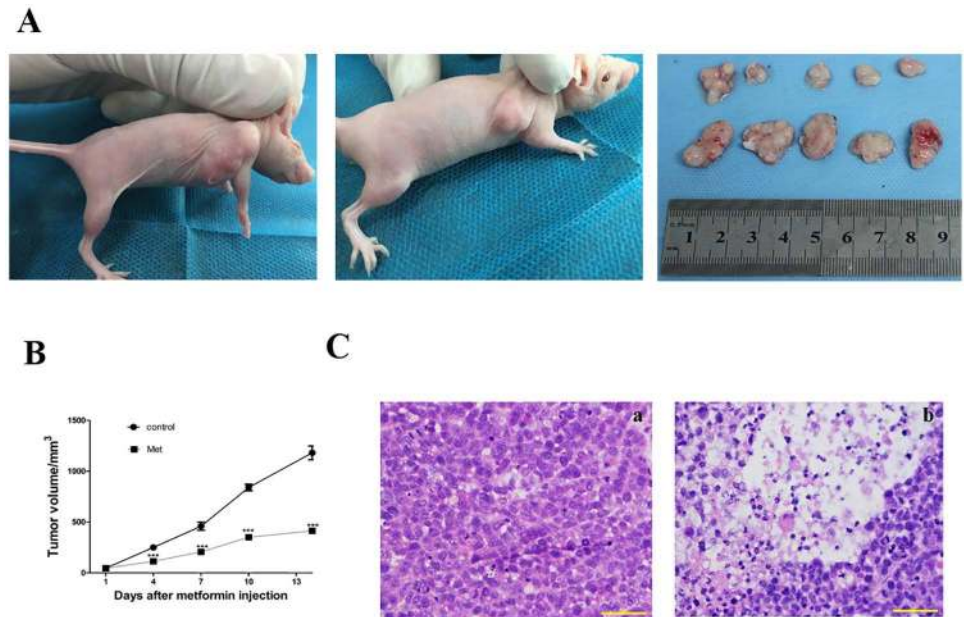 A
1 2 3 4 5 6 7 8 9
B
C
1500
1000
500
0
control
Met
***
***
***
***
1 4 7 10 13
Tumor volume/mm³
Days after metformin injection
a
b